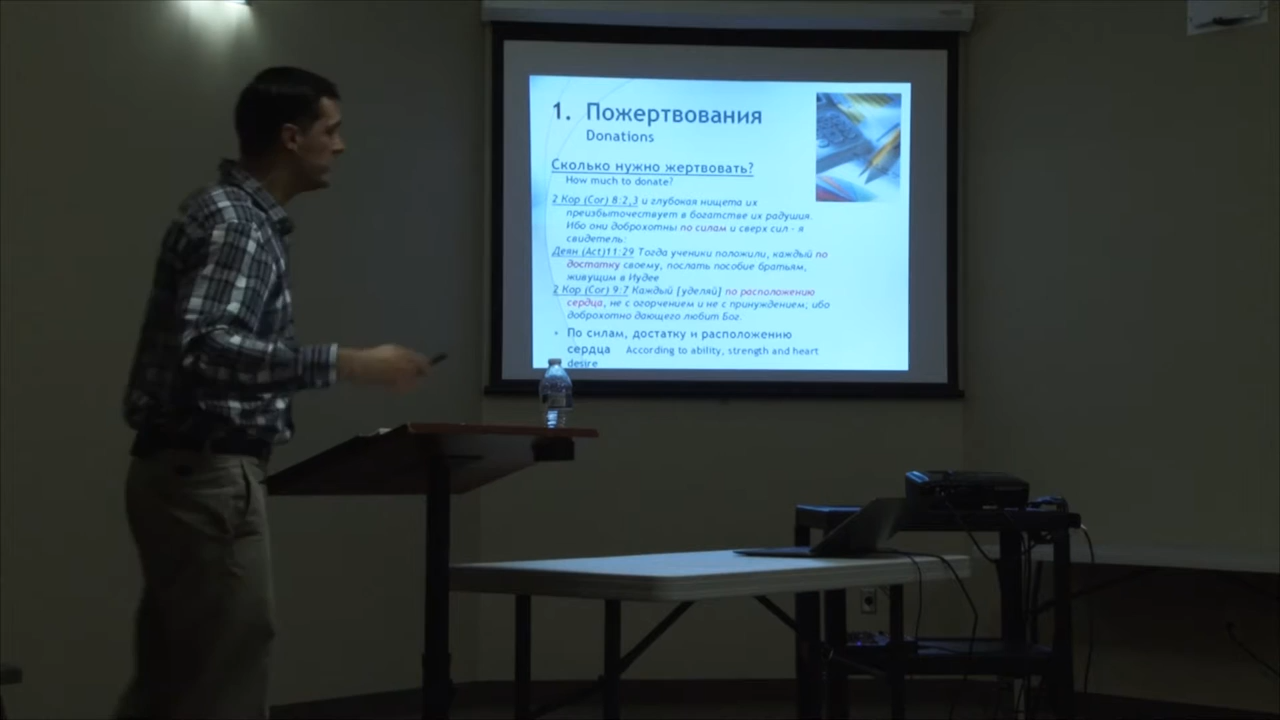 1. Пожертвования
Donations
Сколько нужно жертвовать?
How much to donate?
2 Кор (Cor) 8:2,3 и глубокая нищета их
преизбыточествует в богатстве их радушия.
Ибо они доброхотны по силам и сверх сил - я
свидетель:
Деян (Act)11:29 Тогда ученики положили, каждый по
достатку своему, послать пособие братьям,
живущим в Иудее
2 Кор (Cor) 9:7 Каждый [уделяй] по расположению
сердца, не с огорчением и не с принуждением; ибо
доброхотно дающего любит Бог.
• По силам, достатку и расположению
сердца According to ability, strength and heart
desire